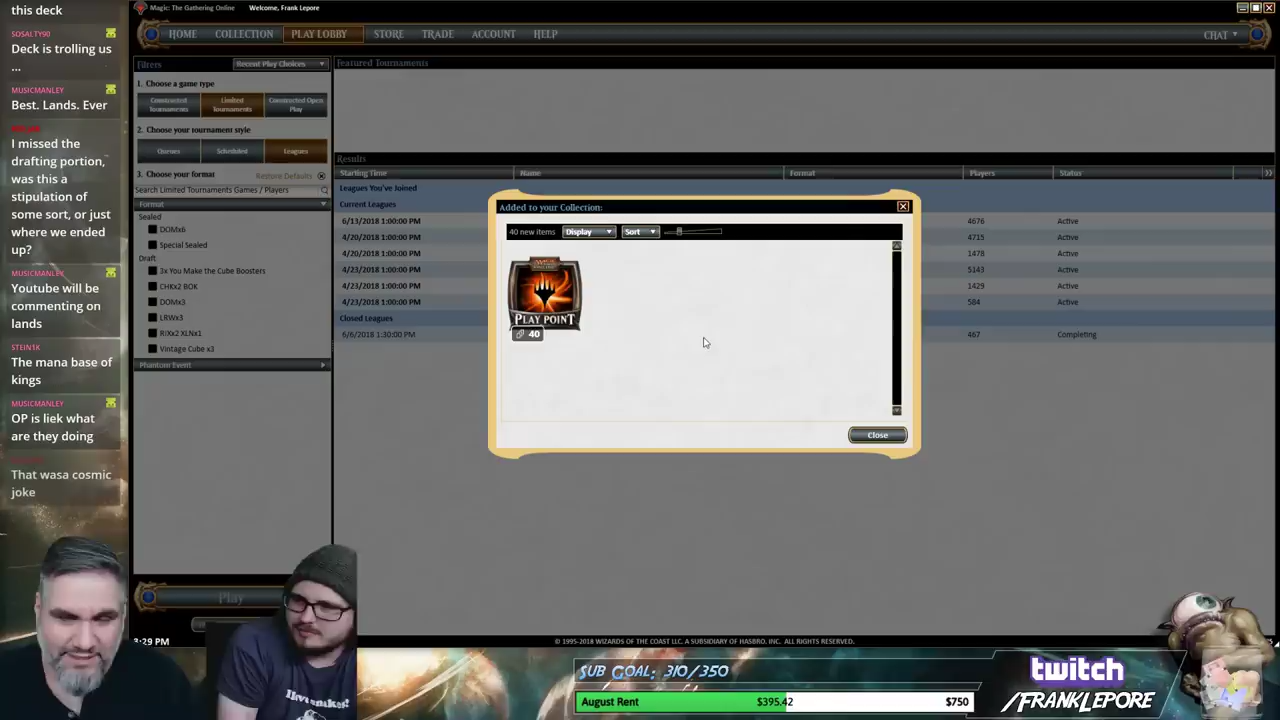 this deck
SOSALTY90
Deck is trolling us
...
MUSICMANLEY
Best. Lands. Ever
I missed the
drafting portion,
was this a
stipulation of
some sort, or just
where we ended
up?
MUSICMANLEY
Youtube will be
commenting on
lands
STEIN1K
The mana base of
kings
MUSICMANLEY
OP is liek what
are they doing
That wasa cosmic
joke
Magic: The Gathering Online Welcome, Frank Lepore
HOME COLLECTION PLAY LOBBY STORE TRADE ACCOUNT HELP CHAT
Filters Recent Play Choices
1. Choose a game type
Constructed Tournaments
Limited Tournaments
Constructed Open Play
2. Choose your tournament style
Queues Scheduled Leagues
3. Choose your format Restore Defaults
Search Limited Tournaments Games / Players
Format
Sealed
DOMx6
Special Sealed
Draft
3x You Make the Cube Boosters
CHKx2 BOK
DOMx3
LRWx3
RIXx2 XLNx1
Vintage Cube x3
Phantom Event
Play
3:29 PM
Featured Tournaments
Results
Starting Time Name Format Players Status
Leagues You've Joined
Current Leagues
6/13/2018 1:00:00 PM 4676 Active
4/20/2018 1:00:00 PM 4715 Active
4/20/2018 1:00:00 PM 1478 Active
4/23/2018 1:00:00 PM 5143 Active
4/23/2018 1:00:00 PM 1429 Active
4/23/2018 1:00:00 PM 584 Active
Closed Leagues
6/6/2018 1:30:00 PM 467 Completing
Added to your Collection:
40 new items Display Sort
PLAY POINT
40
Close
© 1995-2018 WIZARDS OF THE COAST LLC. A SUBSIDIARY OF HASBRO, INC. ALL RIGHTS RESERVED.
SUB GOAL: 310/350
August Rent $395.42 $750
twitch
/FRANKLEPORE